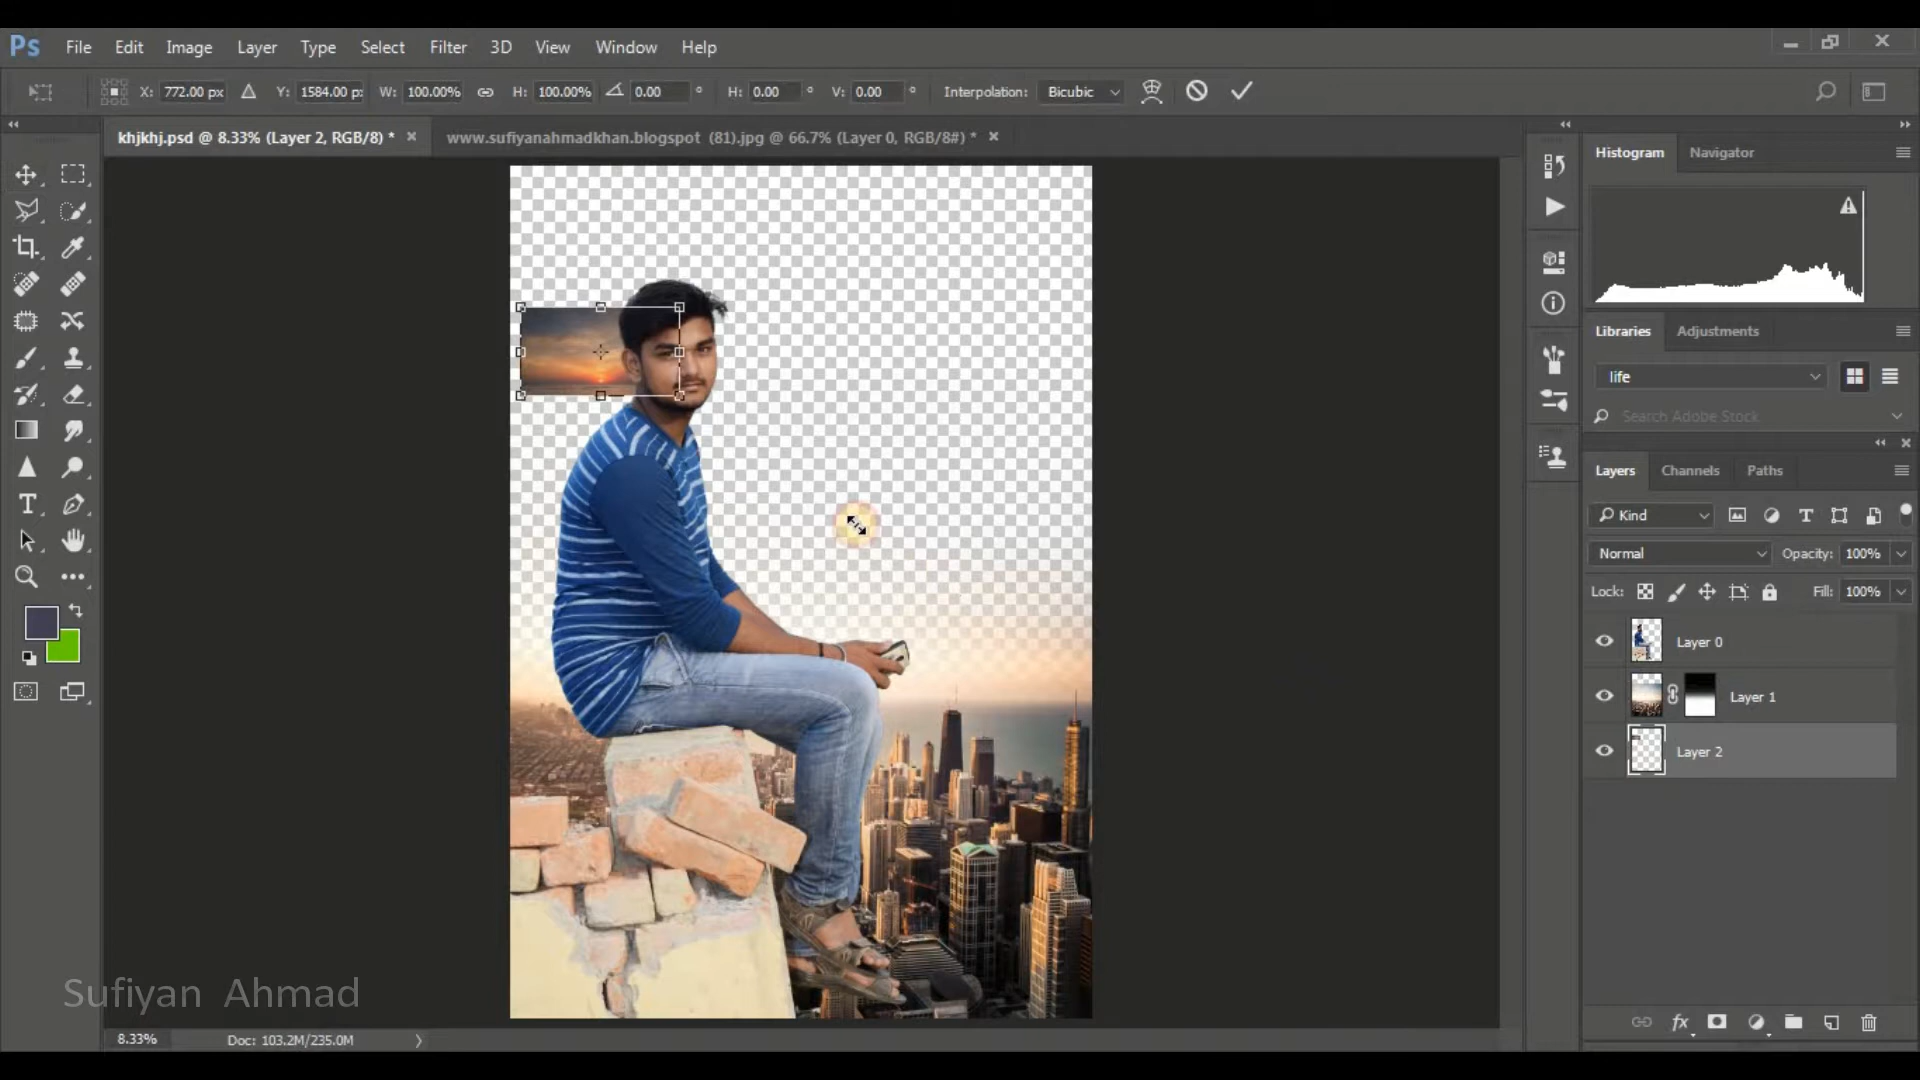 Ps File Edit Image Layer Type Select Filter 3D View Window Help
X: 772.00 px Y: 1584.00 p: W: 100.00% H: 100.00% 0.00 ° H: 0.00 ° V: 0.00 ° Interpolation: Bicubic
khjkhj.psd @ 8.33% (Layer 2, RGB/8) * × www.sufiyanahmadkhan.blogspot (81).jpg @ 66.7% (Layer 0, RGB/8#) * ×
Histogram Navigator
Libraries Adjustments
life
Search Adobe Stock
Layers Channels Paths
Kind
Normal Opacity: 100%
Lock: Fill: 100%
Layer 0
Layer 1
Layer 2
Sufiyan Ahmad
8.33% Doc: 103.2M/235.0M